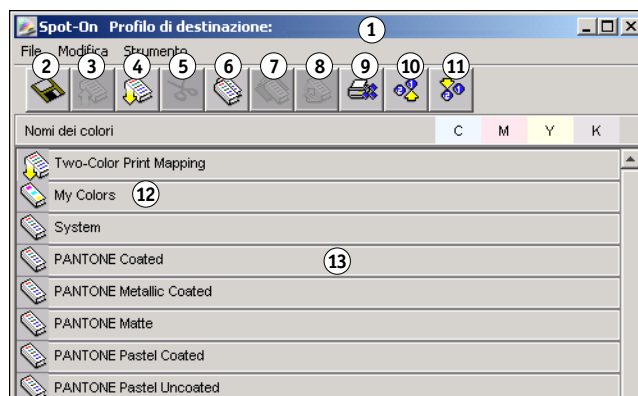 Spot-On Profilo di destinazione: 1
File Modifica Strumento
2 3 4 5 6 7 8 9 10 11
Nomi dei colori C M Y K
Two-Color Print Mapping
My Colors 12
System
PANTONE Coated 13
PANTONE Metallic Coated
PANTONE Matte
PANTONE Pastel Coated
PANTONE Pastel Uncoated